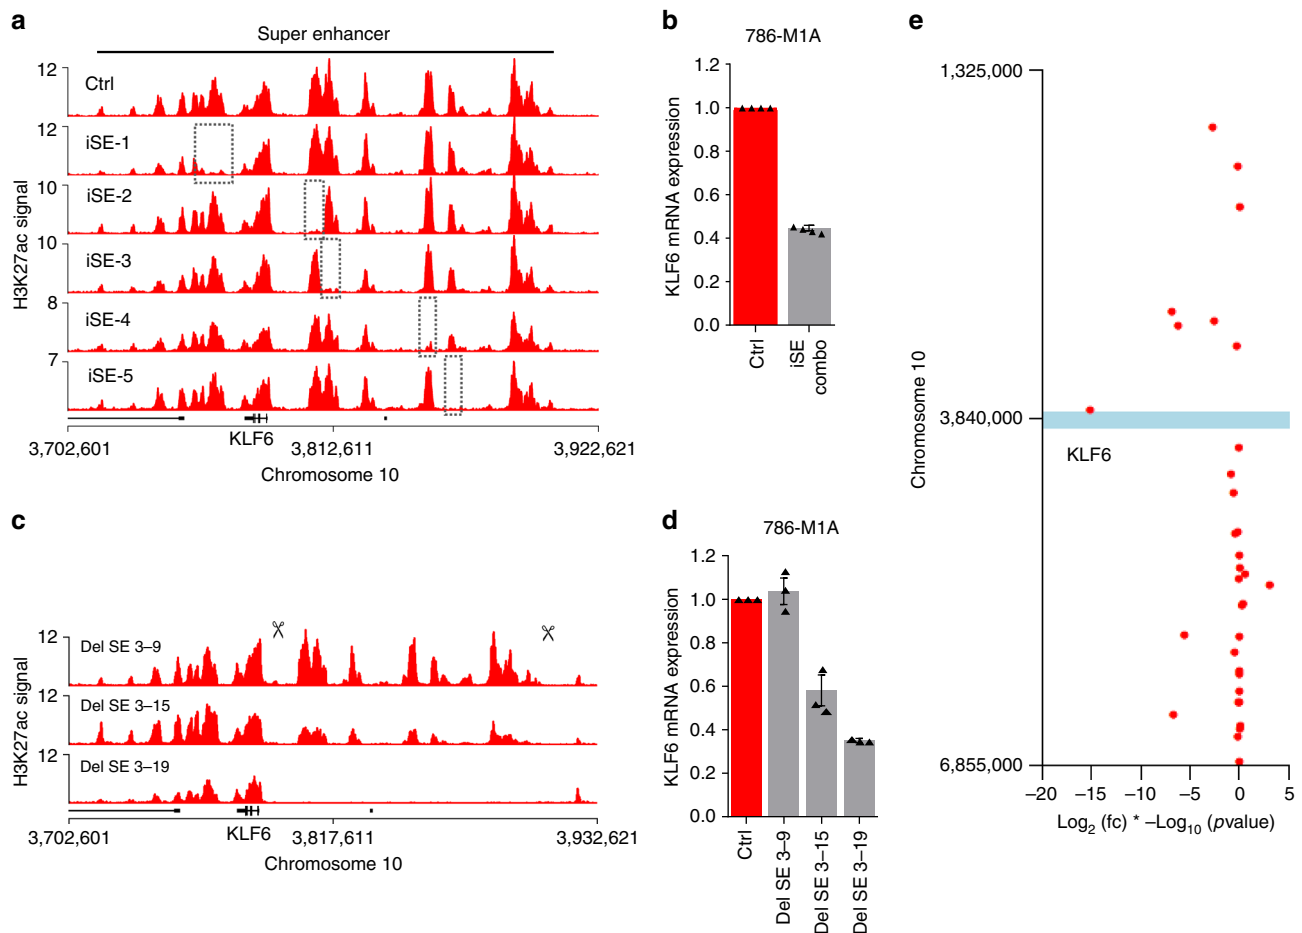 a
Super enhancer
H3K27ac signal
12
Ctrl
12
iSE-1
10
iSE-2
10
iSE-3
8
iSE-4
7
iSE-5
KLF6
3,702,601
3,812,611
3,922,621
Chromosome 10
b
786-M1A
KLF6 mRNA expression
1.2
1.0
0.8
0.6
0.4
0.2
0.0
Ctrl
iSE
combo
c
H3K27ac signal
12
Del SE 3–9
12
Del SE 3–15
12
Del SE 3–19
KLF6
3,702,601
3,817,611
3,932,621
Chromosome 10
d
786-M1A
KLF6 mRNA expression
1.2
1.0
0.8
0.6
0.4
0.2
0.0
Ctrl
Del SE 3–9
Del SE 3–15
Del SE 3–19
e
Chromosome 10
1,325,000
3,840,000
KLF6
6,855,000
–20
–15
–10
–5
0
5
Log2 (fc) * –Log10 (pvalue)